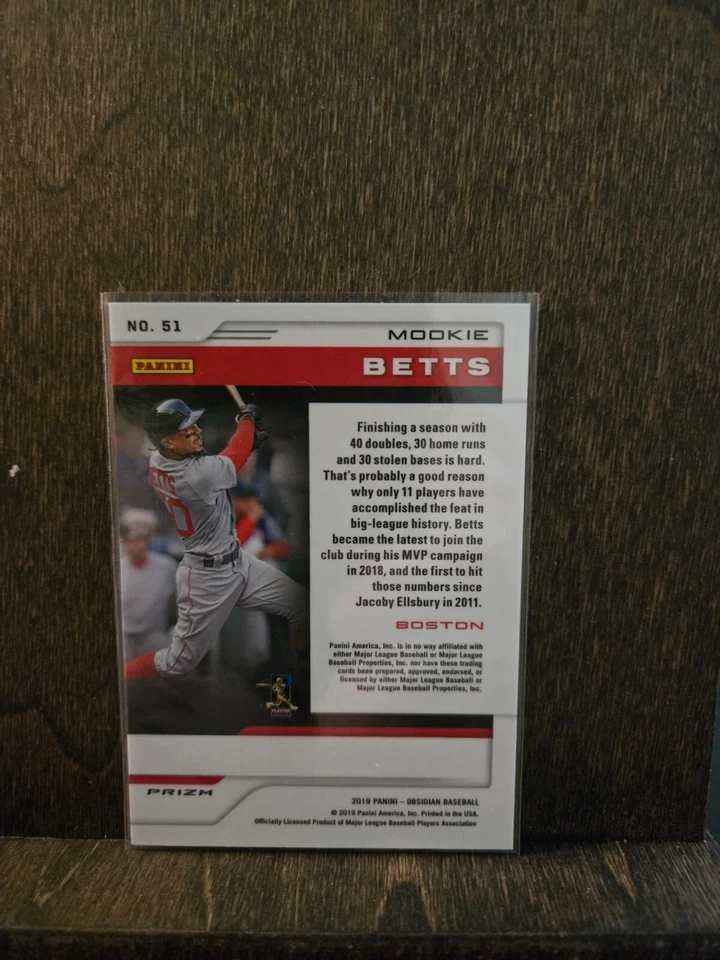 NO. 51
MOOKIE
PANINI
BETTS
Finishing a season with
40 doubles, 30 home runs
and 30 stolen bases is hard.
That's probably a good reason
why only 11 players have
accomplished the feat in
big-league history. Betts
became the latest to join the
club during his MVP campaign
in 2018, and the first to hit
those numbers since
Jacoby Ellsbury in 2011.
BOSTON
Panini America, Inc. is in no way affiliated with
either Major League Baseball or Major League
Baseball Properties, Inc. nor have these trading
cards been prepared, approved, endorsed, or
licensed by either Major League Baseball or
Major League Baseball Properties, Inc.
PRIZM
2019 PANINI – OBSIDIAN BASEBALL
© 2019 Panini America, Inc. Printed in the USA.
Officially Licensed Product of Major League Baseball Players Association